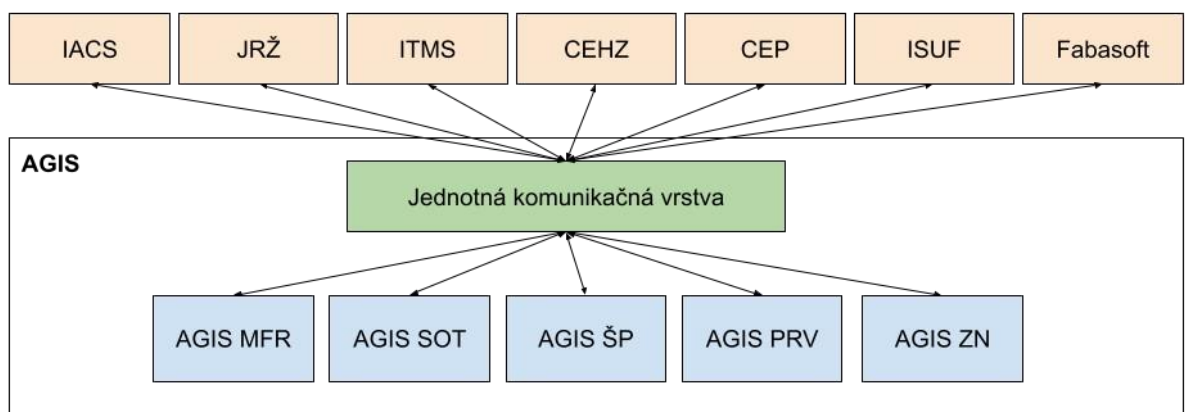 IACS
JRŽ
ITMS
CEHZ
CEP
ISUF
Fabasoft
AGIS
Jednotná komunikačná vrstva
AGIS MFR
AGIS SOT
AGIS ŠP
AGIS PRV
AGIS ZN